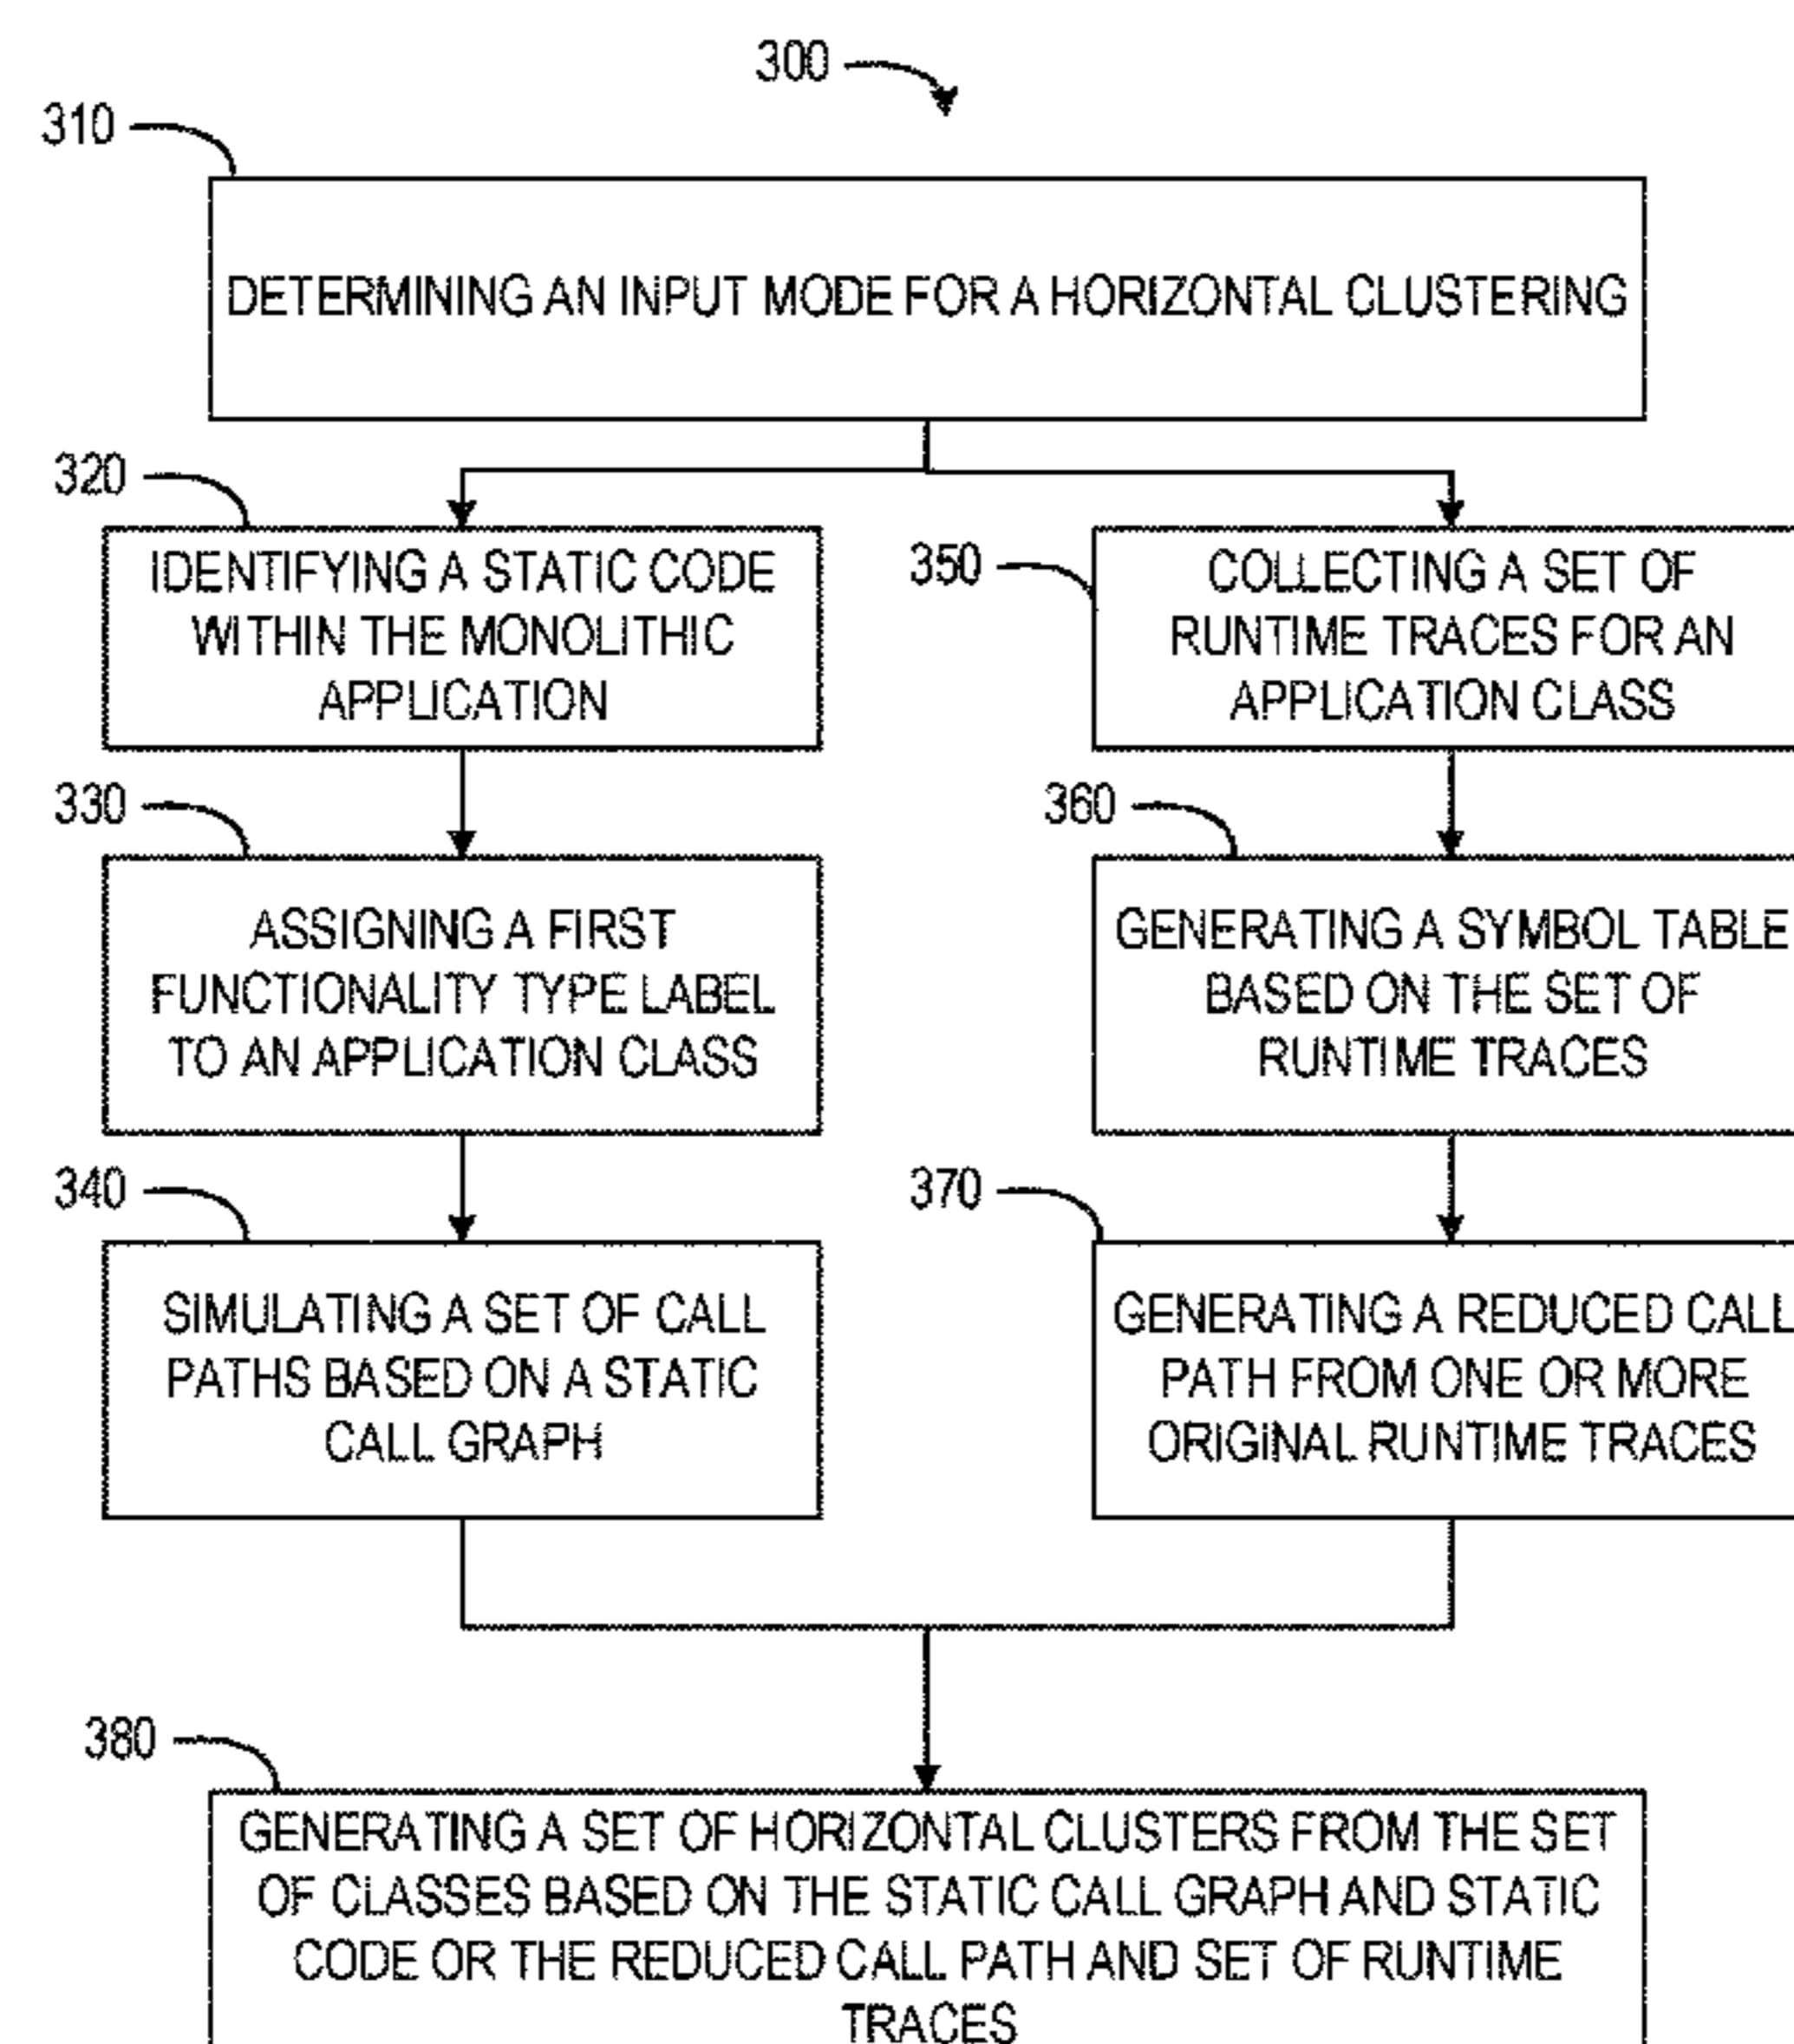 300
310
DETERMINING AN INPUT MODE FOR A HORIZONTAL CLUSTERING
320
IDENTIFYING A STATIC CODE
WITHIN THE MONOLITHIC
APPLICATION
350
COLLECTING A SET OF
RUNTIME TRACES FOR AN
APPLICATION CLASS
330
ASSIGNING A FIRST
FUNCTIONALITY TYPE LABEL
TO AN APPLICATION CLASS
360
GENERATING A SYMBOL TABLE
BASED ON THE SET OF
RUNTIME TRACES
340
SIMULATING A SET OF CALL
PATHS BASED ON A STATIC
CALL GRAPH
370
GENERATING A REDUCED CALL
PATH FROM ONE OR MORE
ORIGINAL RUNTIME TRACES
380
GENERATING A SET OF HORIZONTAL CLUSTERS FROM THE SET
OF CLASSES BASED ON THE STATIC CALL GRAPH AND STATIC
CODE OR THE REDUCED CALL PATH AND SET OF RUNTIME
TRACES